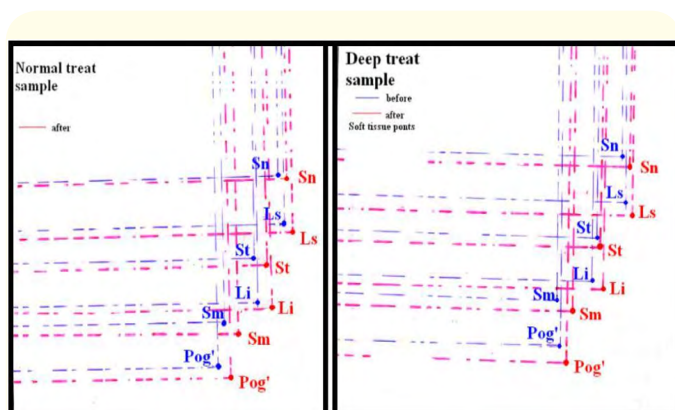 Normal treat
sample
after
Sn
Sn
Ls
Ls
St
St
Li
Li
Sm
Sm
Pog'
Pog'
Deep treat
sample
before
after
Soft tissue ponts
Sn
Sn
Ls
Ls
St
St
Li
Li
Sm
Sm
Pog'
Pog'